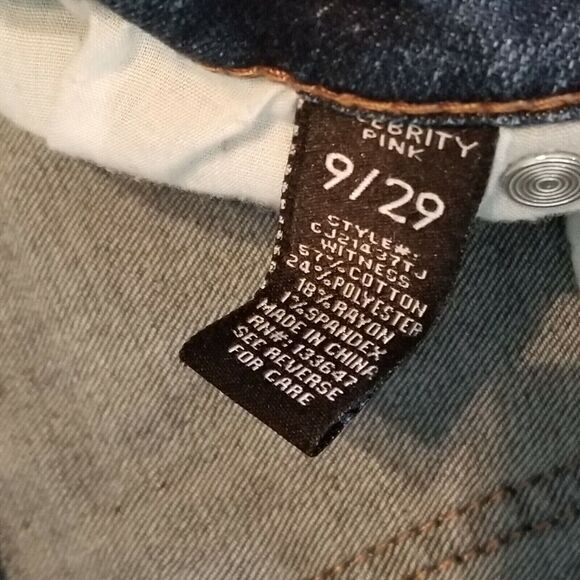 CELEBRITY
PINK
9/29
STYLE#:
CJ21437TJ
WITNESS
57%COTTON
24%POLYESTER
18%RAYON
1%SPANDEX
MADE IN CHINA
RN#: 133647
SEE REVERSE
FOR CARE